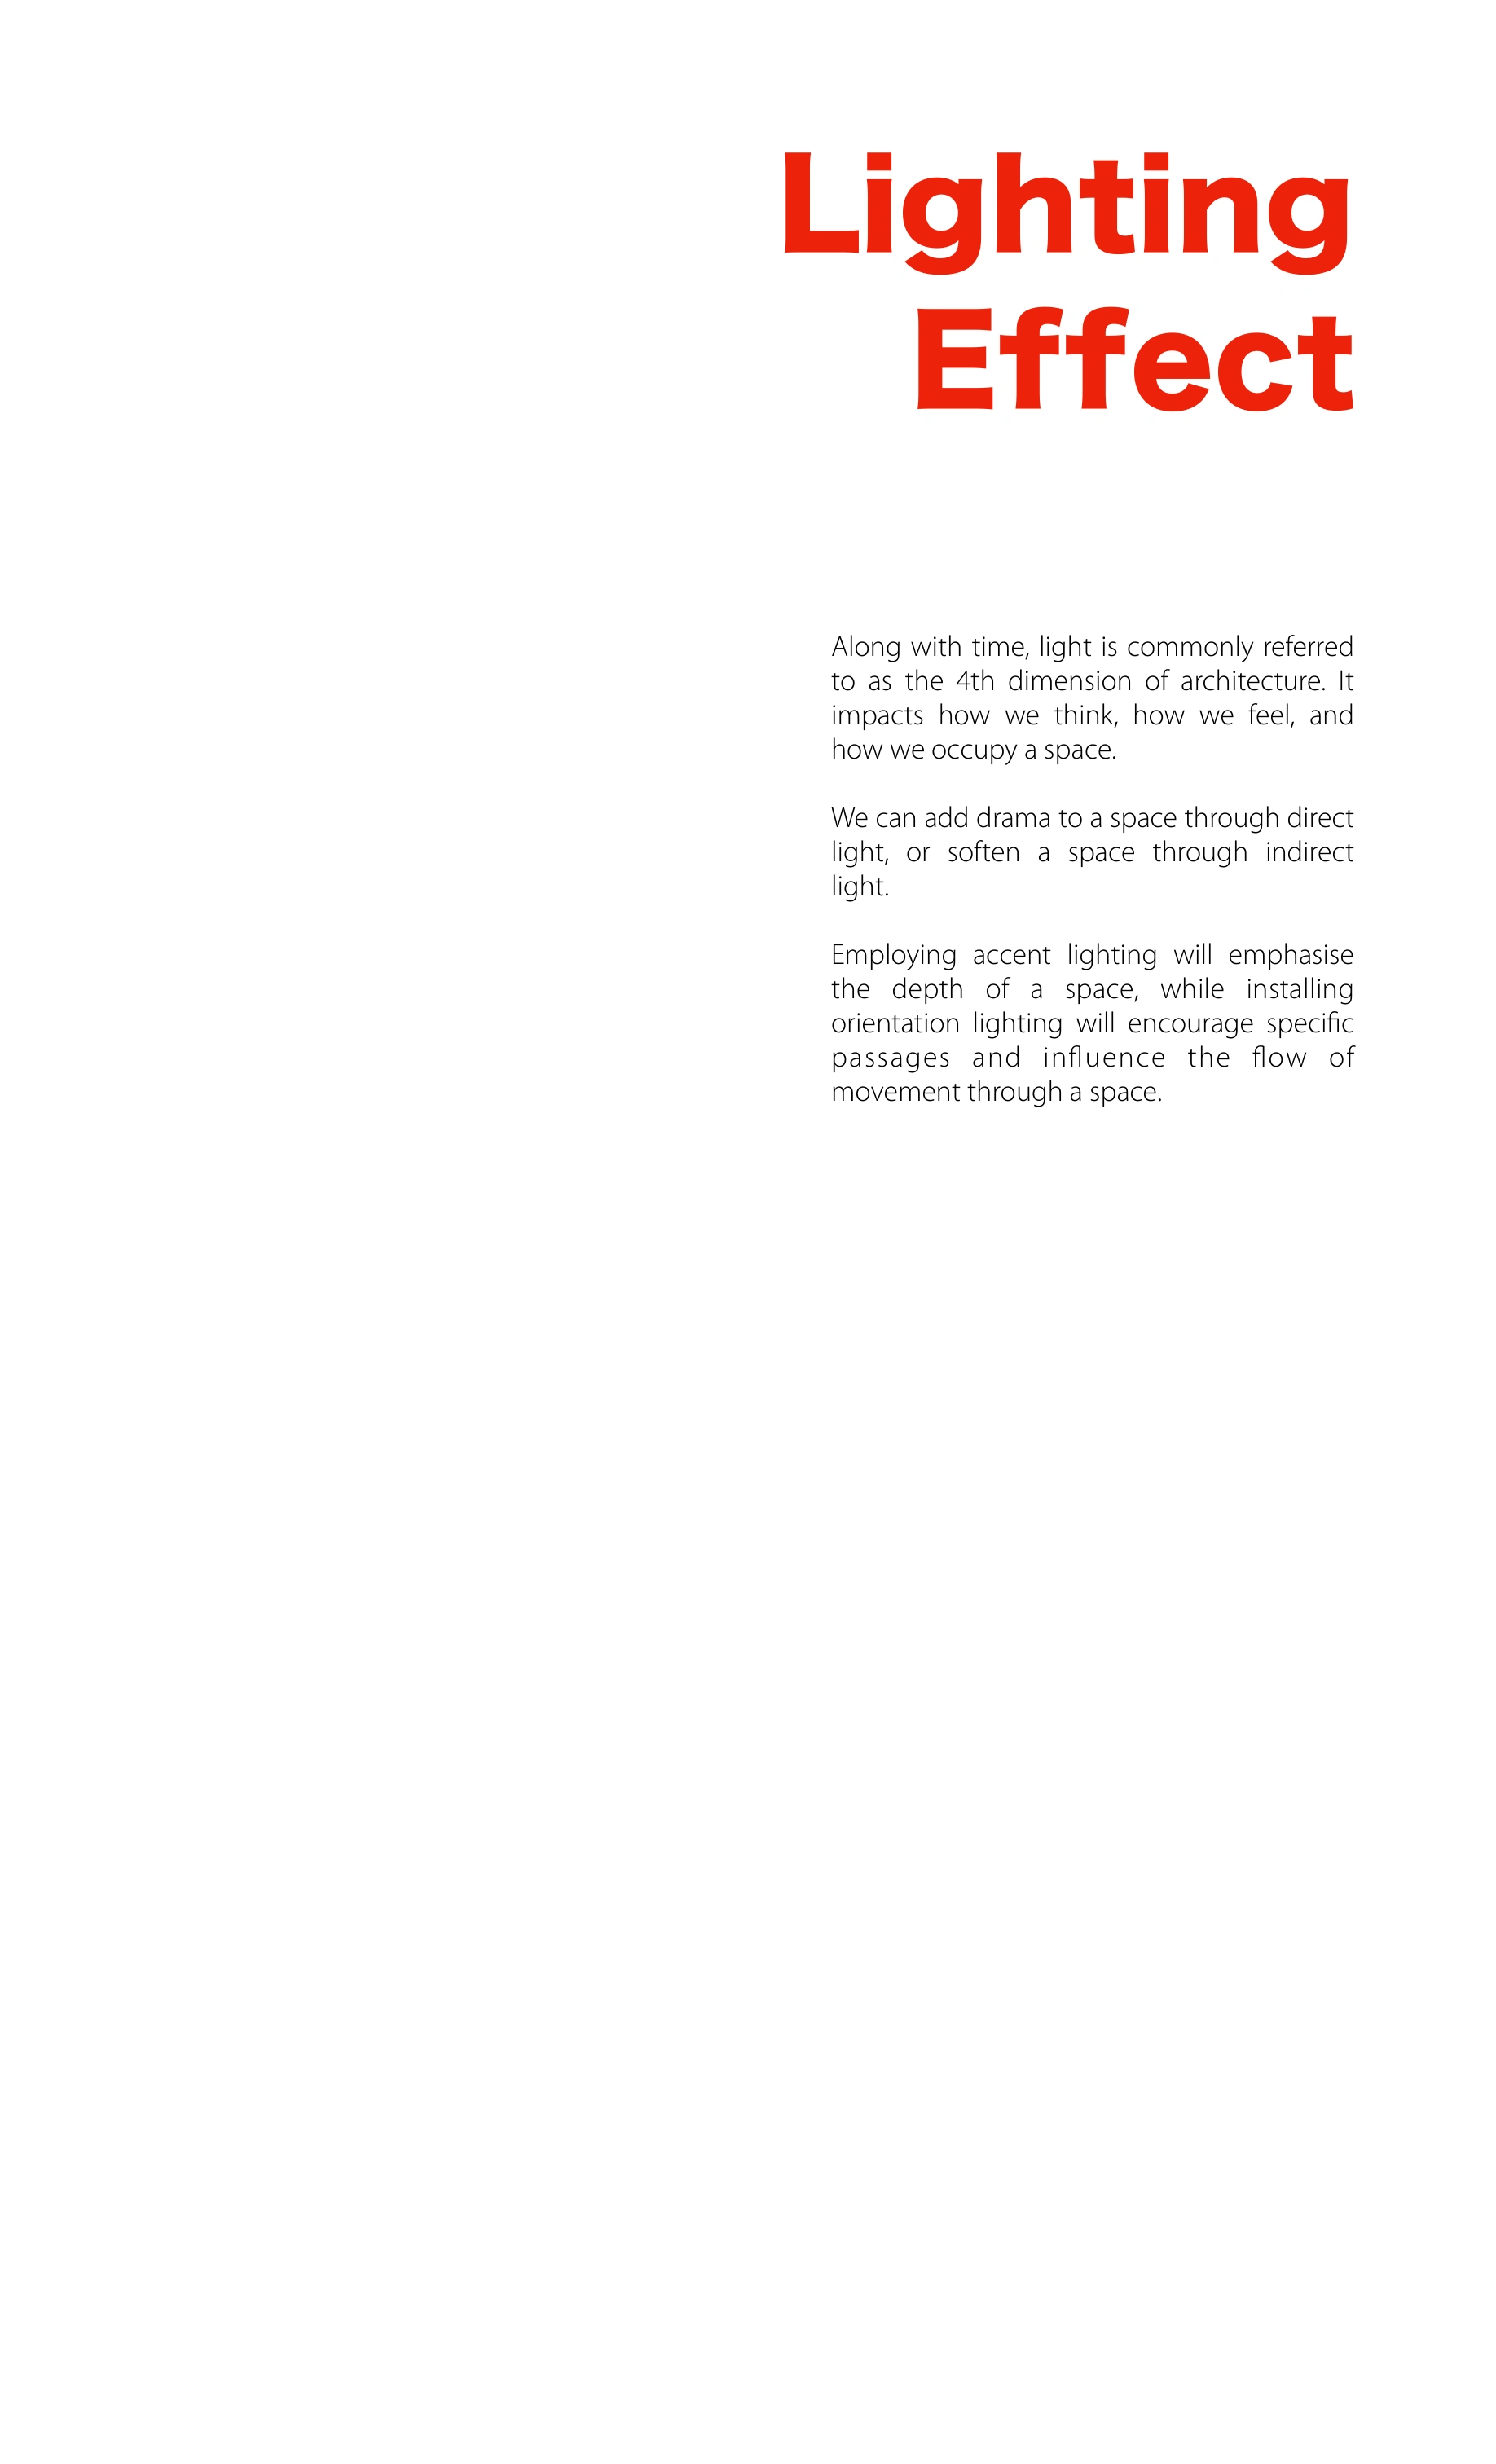 Lighting
Effect
Along with time, light is commonly referred
to as the 4th dimension of architecture. It
impacts how we think, how we feel, and
how we occupy a space.
We can add drama to a space through direct
light, or soften a space through indirect
light.
Employing accent lighting will emphasise
the depth of a space, while installing
orientation lighting will encourage specific
passages and influence the flow of
movement through a space.